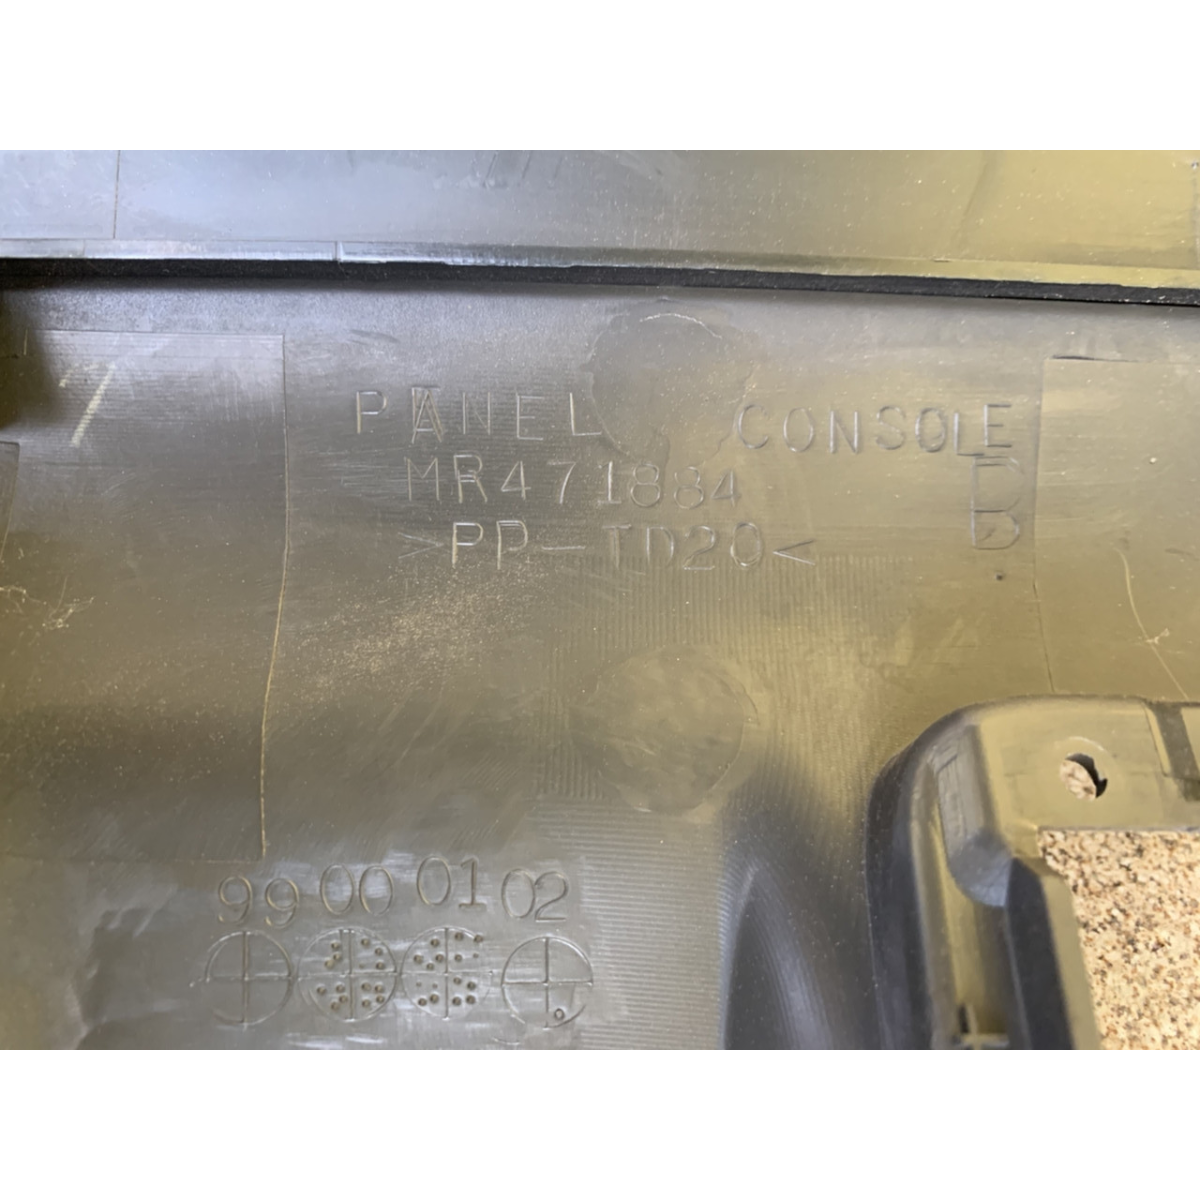 PANEL CONSOLE
MR471884
>PP-TD20<
99 00 01 02